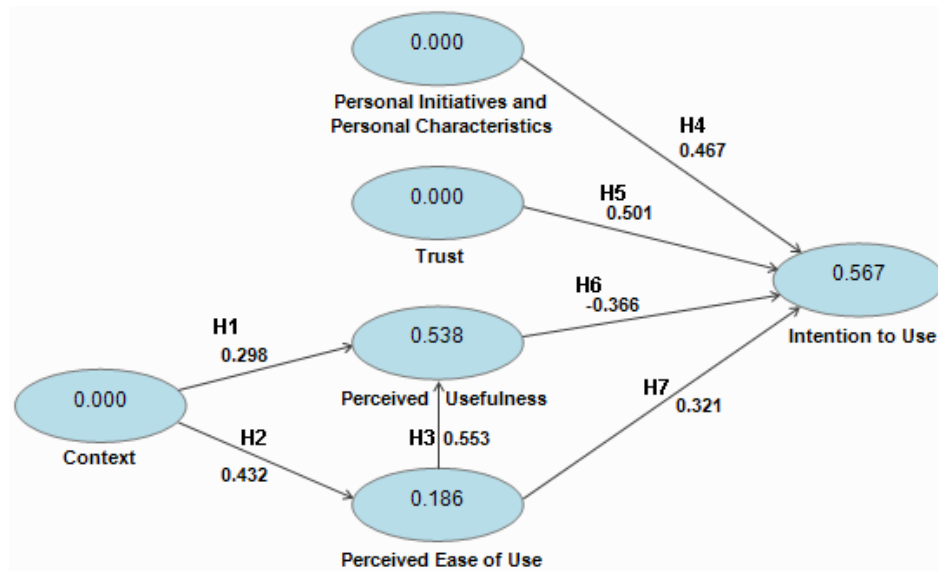 0.000
Personal Initiatives and
Personal Characteristics
H4
0.467
0.000
Trust
H5
0.501
0.567
Intention to Use
H6
-0.366
0.538
Perceived Usefulness
H1
0.298
0.000
Context
H2
0.432
H3 0.553
H7
0.321
0.186
Perceived Ease of Use